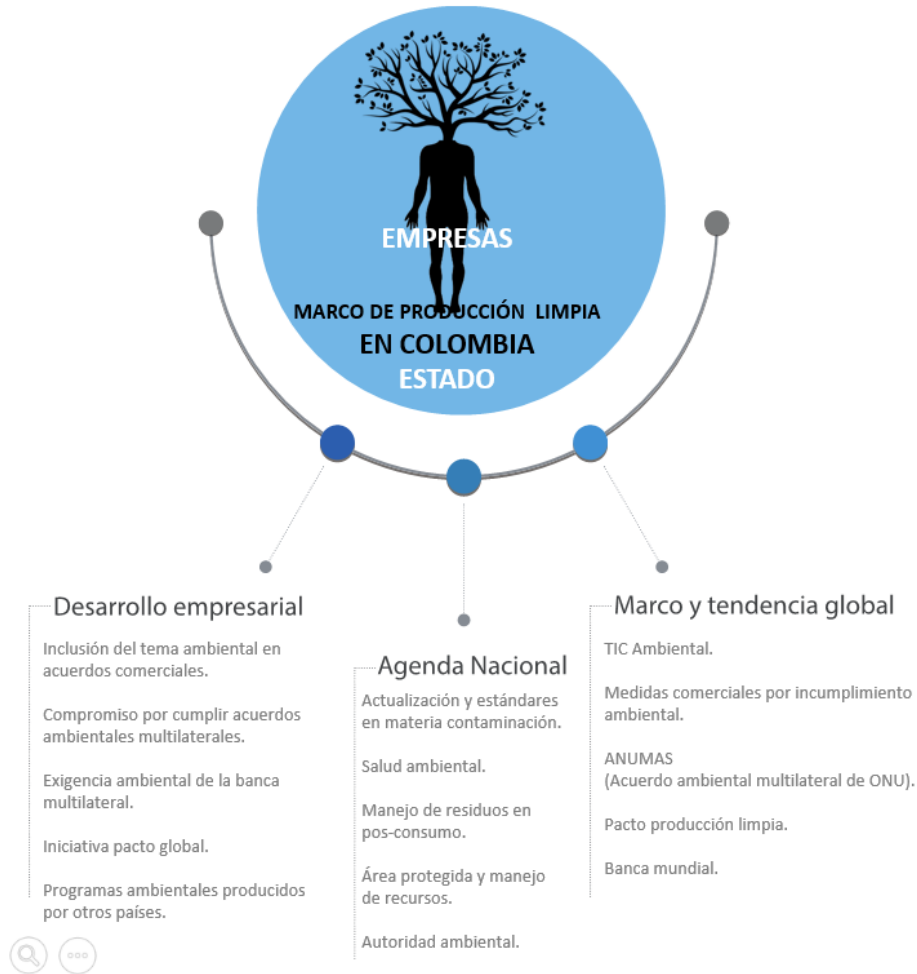 EMPRESAS
MARCO DE PRODUCCIÓN LIMPIA
EN COLOMBIA
ESTADO
Desarrollo empresarial
Inclusión del tema ambiental en
acuerdos comerciales.
Compromiso por cumplir acuerdos
ambientales multilaterales.
Exigencia ambiental de la banca
multilateral.
Iniciativa pacto global.
Programas ambientales producidos
por otros países.
Agenda Nacional
Actualización y estándares
en materia contaminación.
Salud ambiental.
Manejo de residuos en
pos-consumo.
Área protegida y manejo
de recursos.
Autoridad ambiental.
Marco y tendencia global
TIC Ambiental.
Medidas comerciales por incumplimiento
ambiental.
ANUMAS
(Acuerdo ambiental multilateral de ONU).
Pacto producción limpia.
Banca mundial.